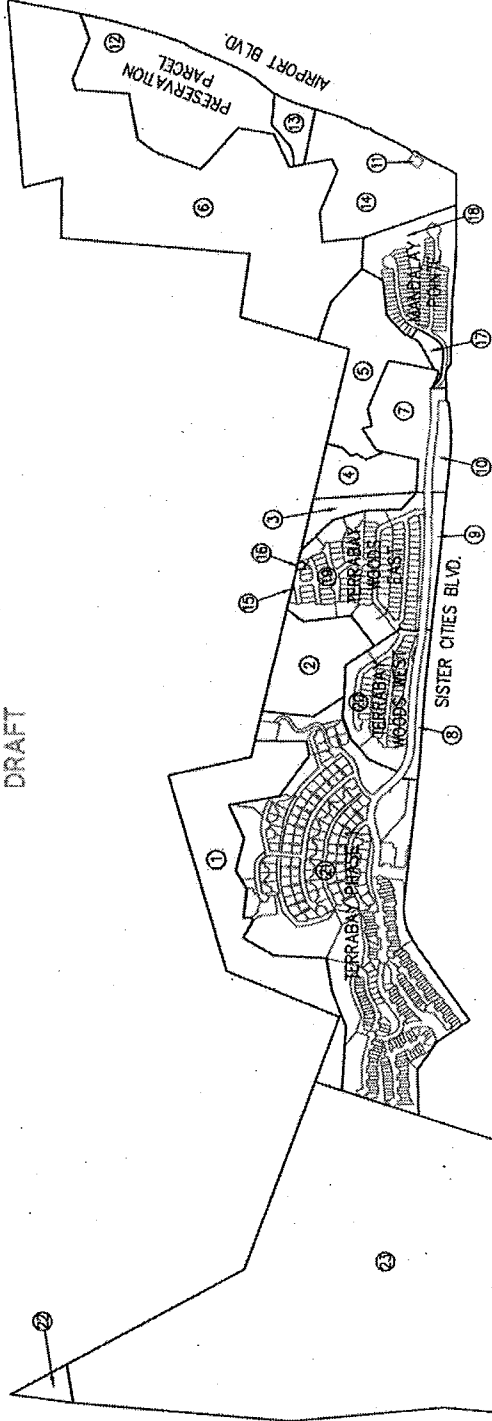 DRAFT
22
23
1
TERRABAY PHASE
21
2
TERRABAY
WOODS WEST
20
8
SISTER CITIES BLVD.
15
16
19
TERRABAY
WOODS
EAST
3
9
4
10
5
7
17
MANDALAY
POINTE
18
6
14
11
13
PRESERVATION
PARCEL
12
AIRPORT BLVD.